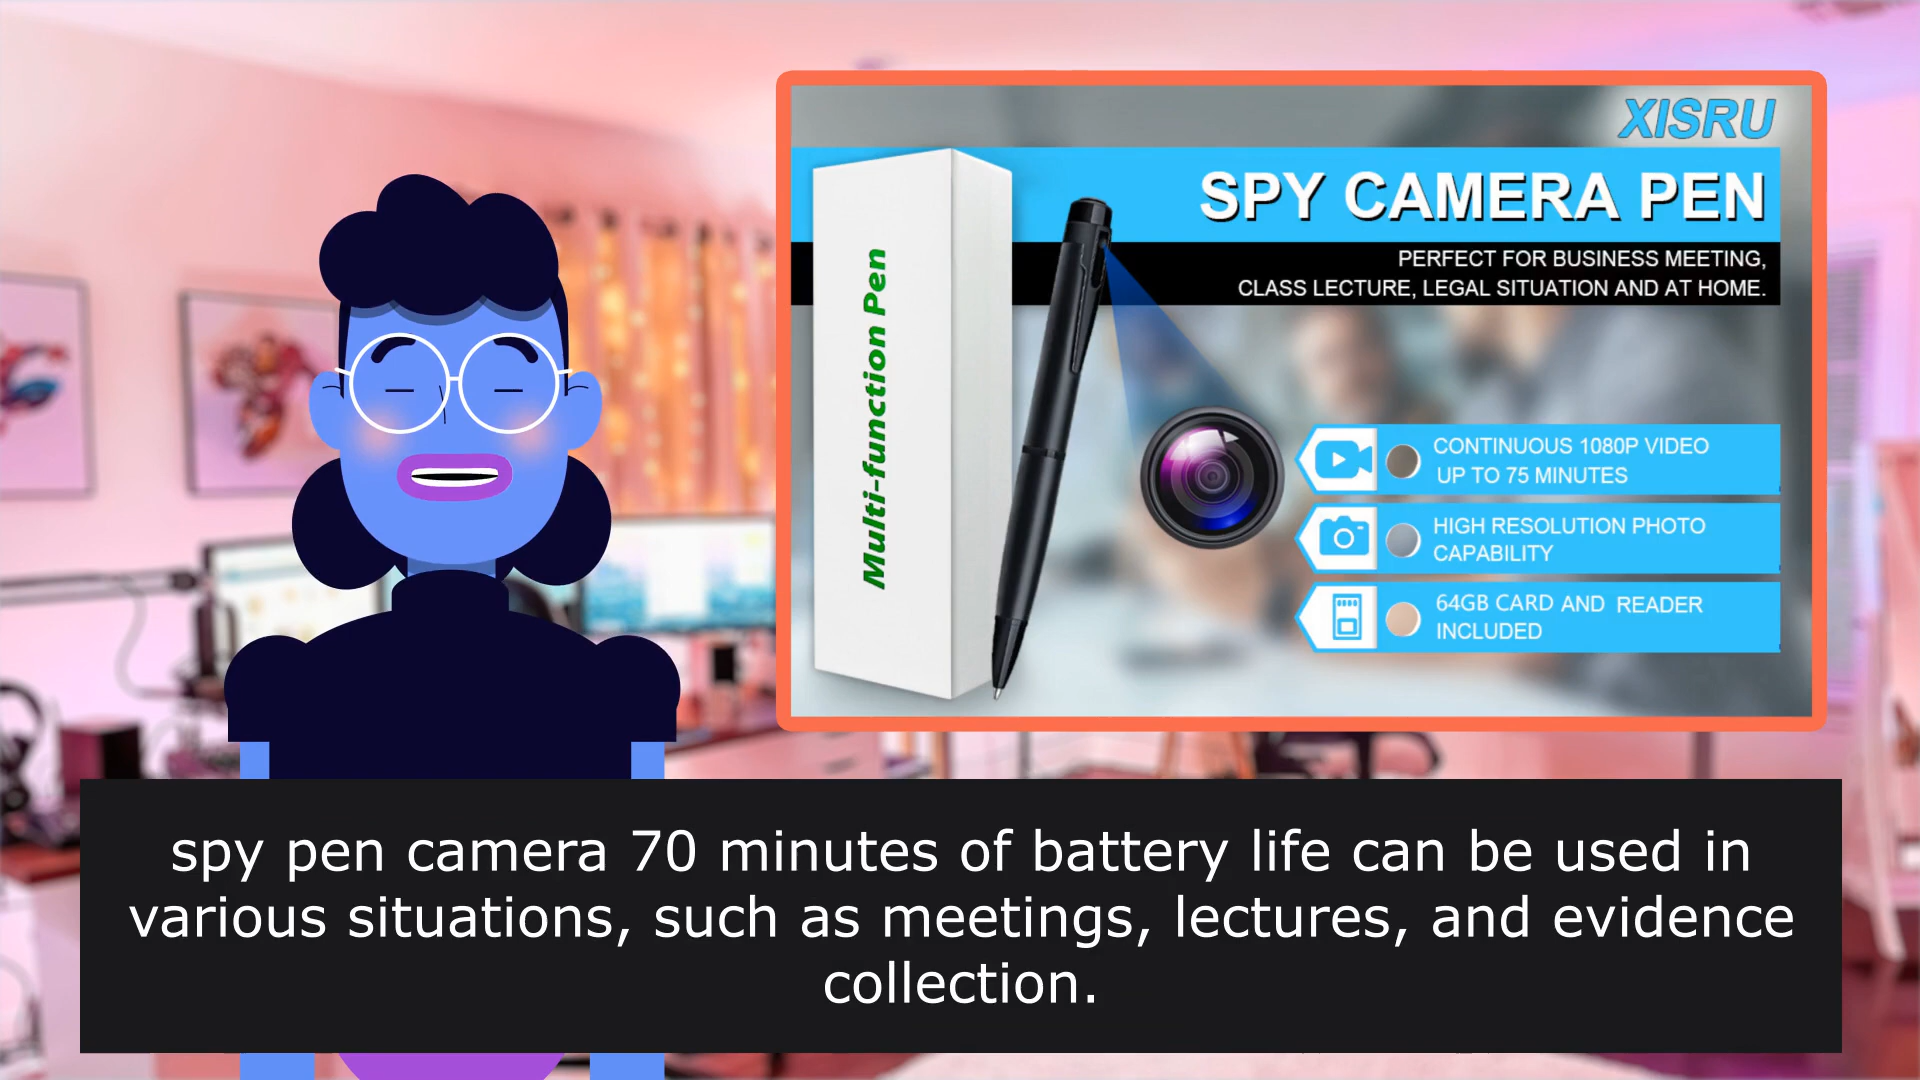 XISRU
SPY CAMERA PEN
PERFECT FOR BUSINESS MEETING,
CLASS LECTURE, LEGAL SITUATION AND AT HOME.
Multi-function Pen
CONTINUOUS 1080P VIDEO
UP TO 75 MINUTES
HIGH RESOLUTION PHOTO
CAPABILITY
64GB CARD AND READER
INCLUDED
spy pen camera 70 minutes of battery life can be used in
various situations, such as meetings, lectures, and evidence
collection.